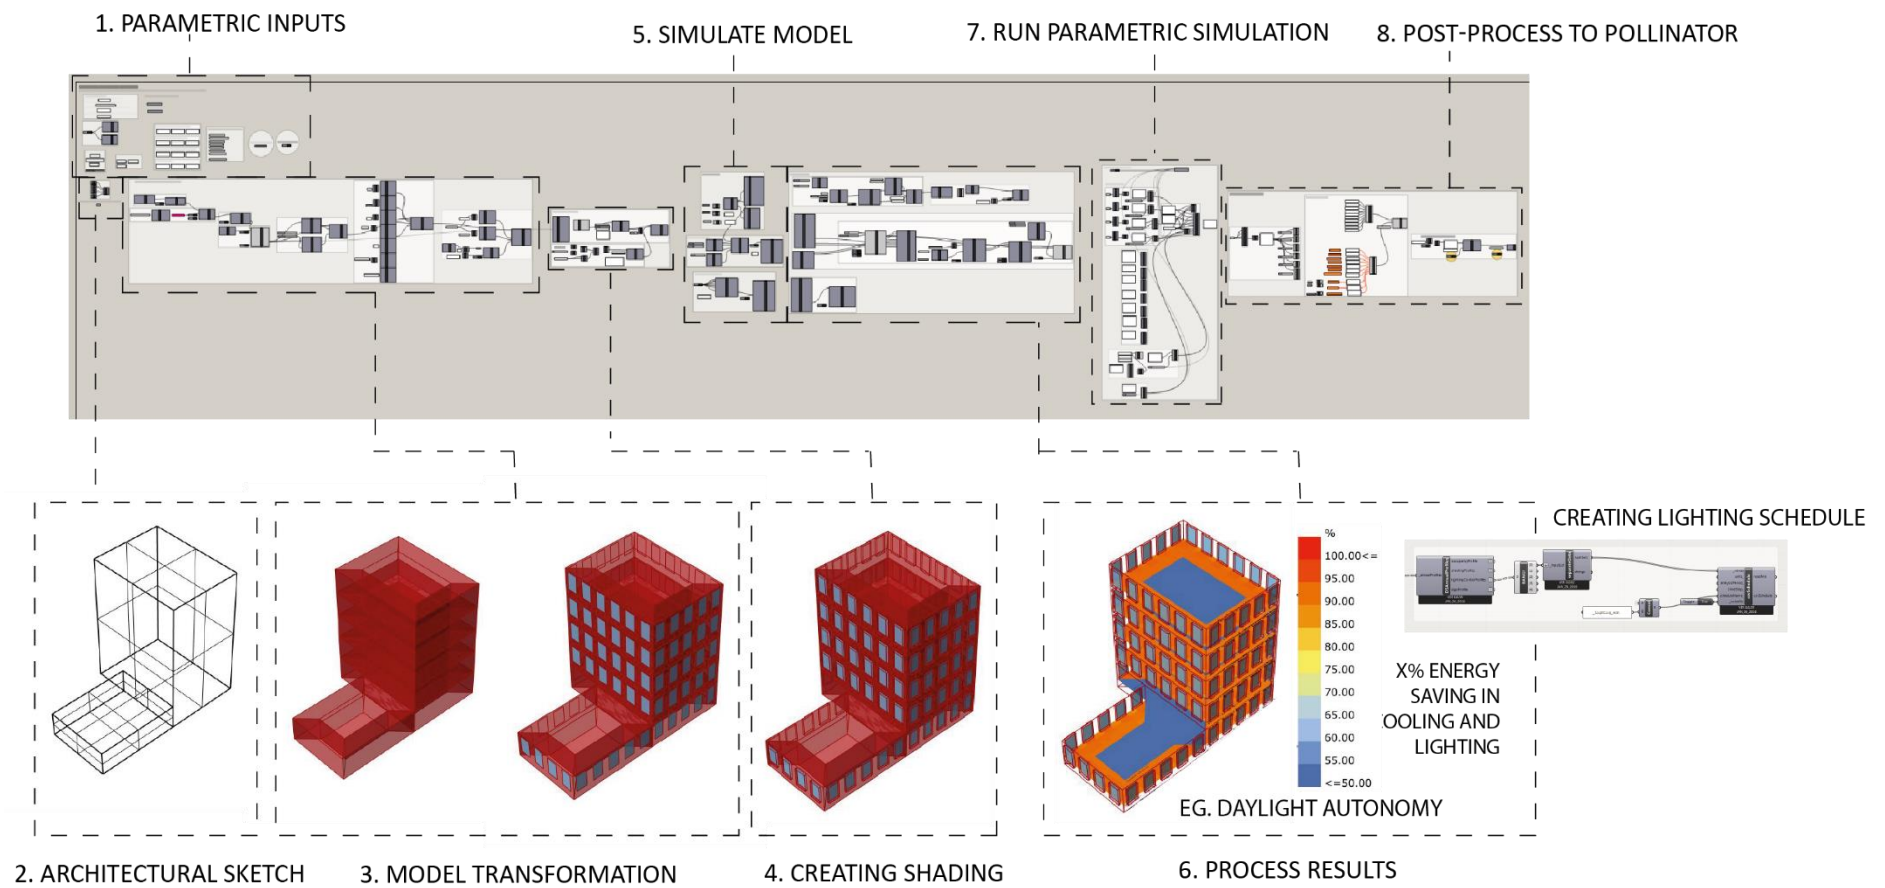 1. PARAMETRIC INPUTS
5. SIMULATE MODEL
7. RUN PARAMETRIC SIMULATION
8. POST-PROCESS TO POLLINATOR
CREATING LIGHTING SCHEDULE
%
100.00<=
95.00
90.00
85.00
80.00
75.00
70.00
65.00
60.00
55.00
<=50.00
X% ENERGY
SAVING IN
OOLING AND
LIGHTING
EG. DAYLIGHT AUTONOMY
2. ARCHITECTURAL SKETCH
3. MODEL TRANSFORMATION
4. CREATING SHADING
6. PROCESS RESULTS